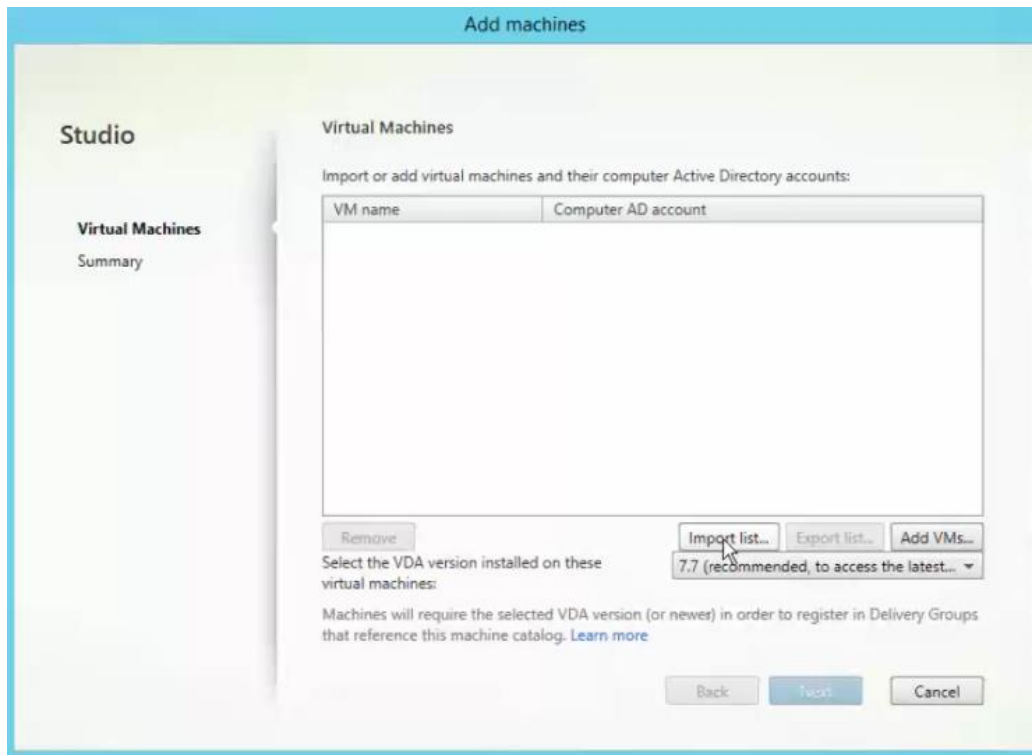 Add machines
Studio
Virtual Machines
Summary
Virtual Machines
Import or add virtual machines and their computer Active Directory accounts:
VM name Computer AD account
Remove Import list... Export list... Add VMs...
Select the VDA version installed on these
virtual machines:
7.7 (recommended, to access the latest...
Machines will require the selected VDA version (or newer) in order to register in Delivery Groups
that reference this machine catalog. Learn more
Back Next Cancel